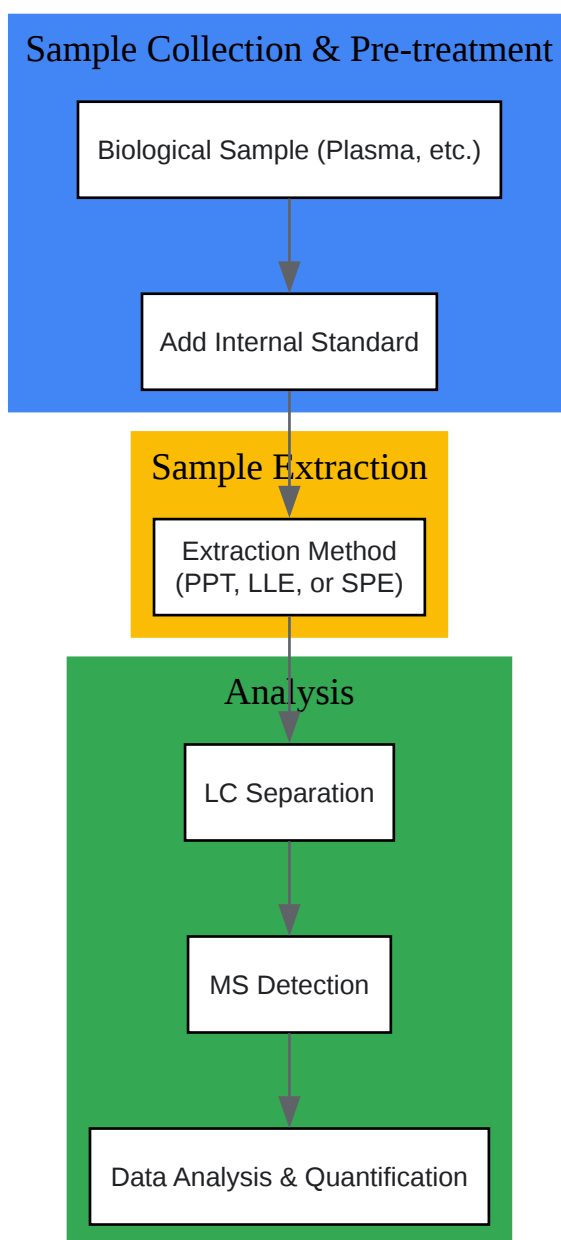 Sample Collection & Pre-treatment
Biological Sample (Plasma, etc.)
Add Internal Standard
Sample Extraction
Extraction Method
(PPT, LLE, or SPE)
Analysis
LC Separation
MS Detection
Data Analysis & Quantification